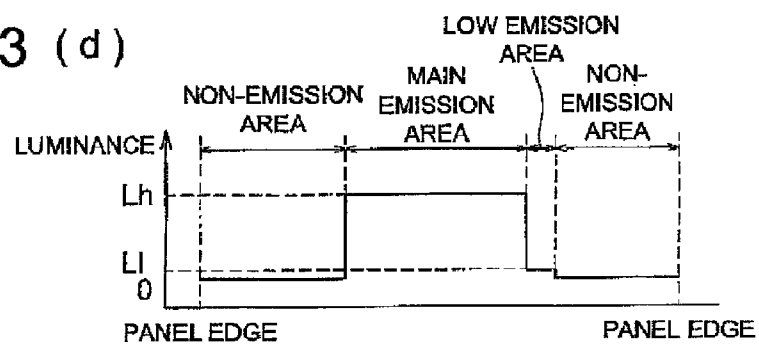 3 (d)
LOW EMISSION
AREA
MAIN
EMISSION
AREA
NON-EMISSION
AREA
NON-
EMISSION
AREA
LUMINANCE
Lh
Ll
0
PANEL EDGE
PANEL EDGE